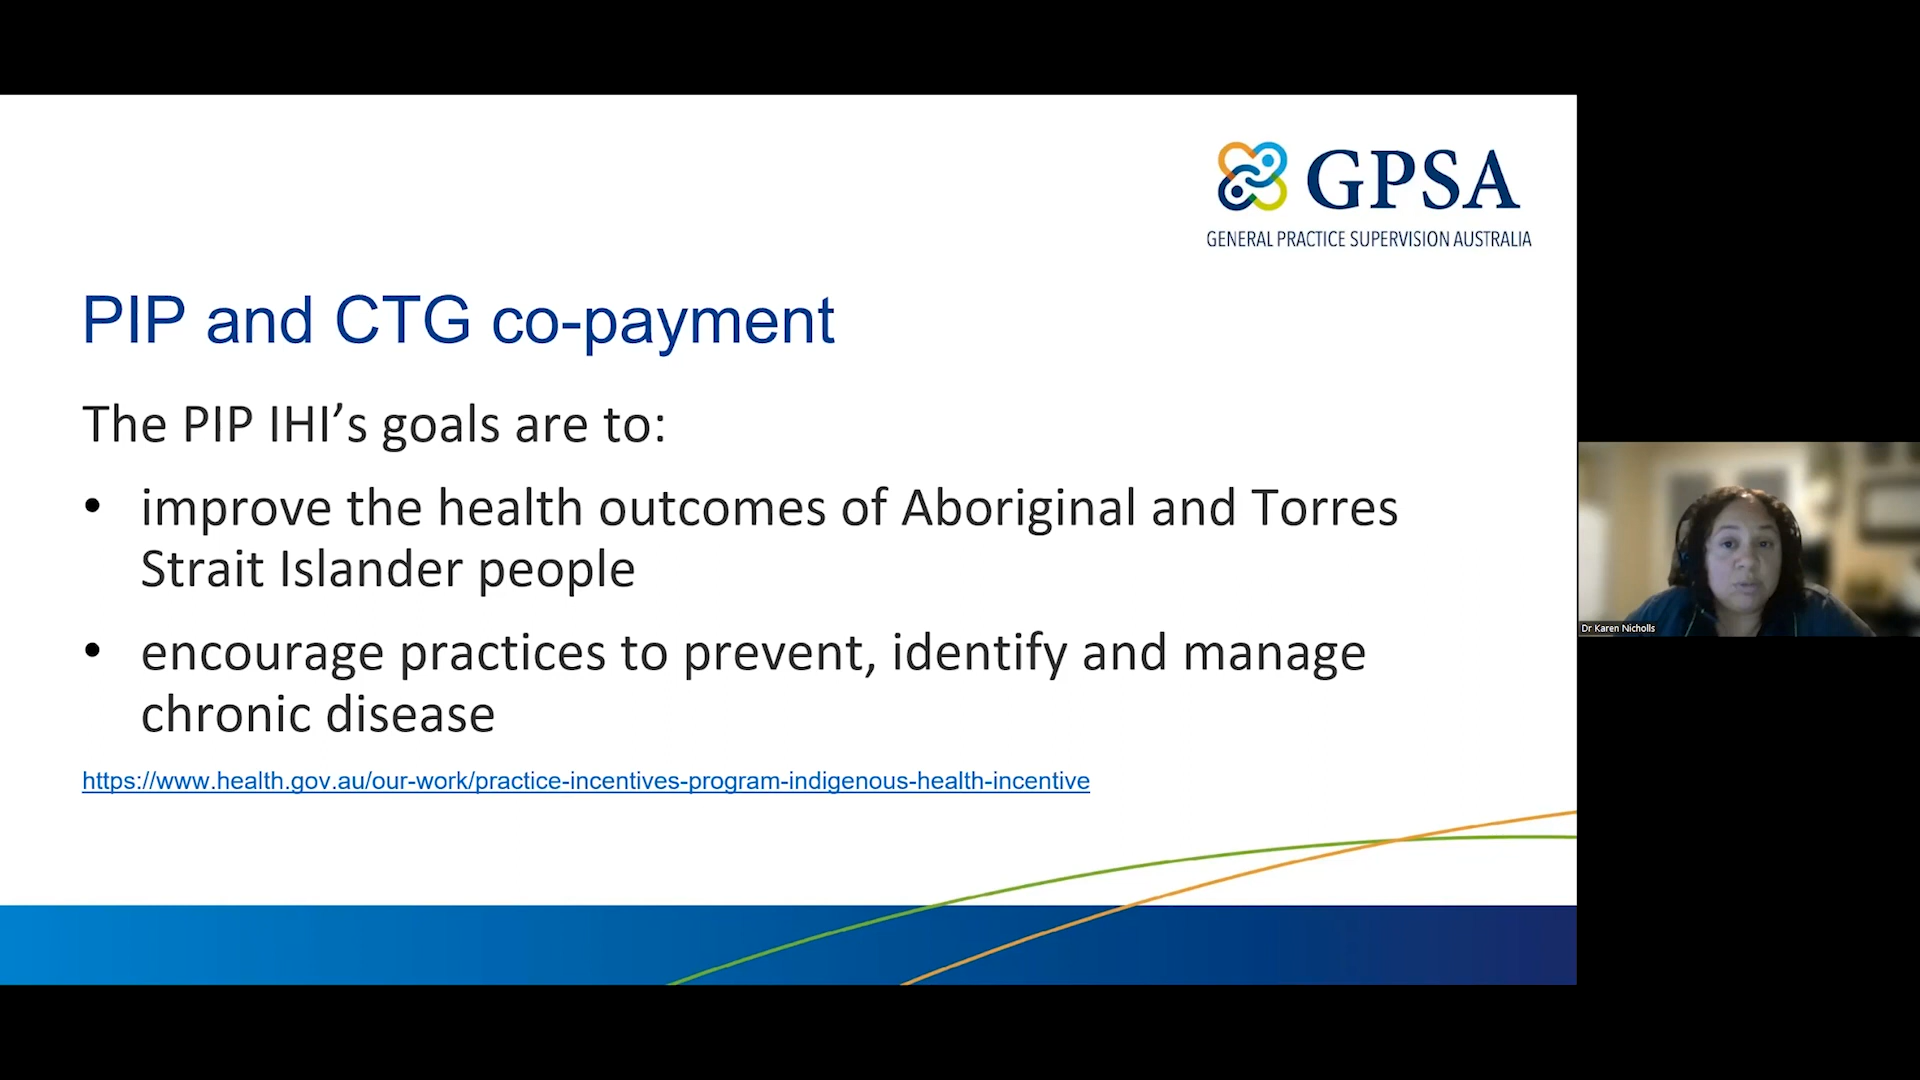 GPSA
GENERAL PRACTICE SUPERVISION AUSTRALIA
PIP and CTG co-payment
The PIP IHI’s goals are to:
• improve the health outcomes of Aboriginal and Torres
Strait Islander people
• encourage practices to prevent, identify and manage
chronic disease
https://www.health.gov.au/our-work/practice-incentives-program-indigenous-health-incentive
Dr Karen Nicholls